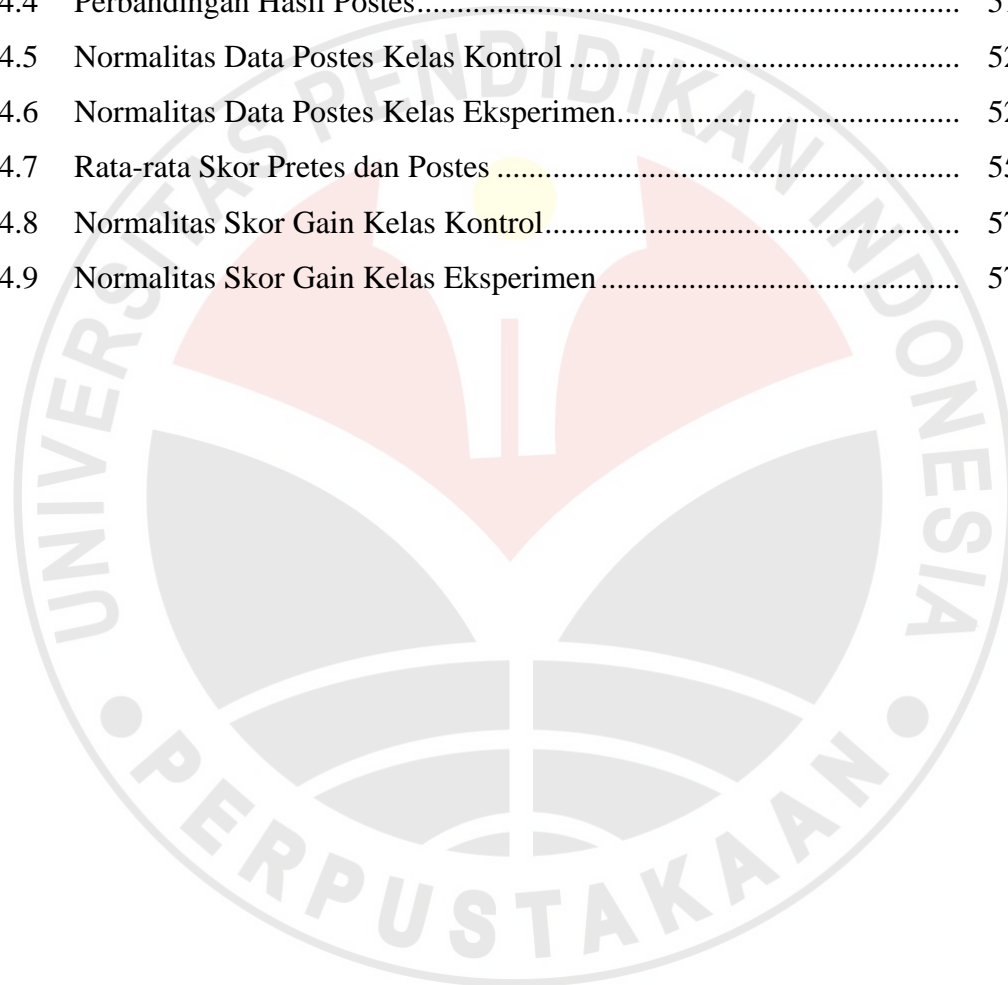 4.4 Perbandingan Hasil Postes
4.5 Normalitas Data Postes Kelas Kontrol
4.6 Normalitas Data Postes Kelas Eksperimen
4.7 Rata-rata Skor Pretes dan Postes
4.8 Normalitas Skor Gain Kelas Kontrol
4.9 Normalitas Skor Gain Kelas Eksperimen
UNIVERSITAS PENDIDIKAN INDONESIA
PERPUSTAKAAN